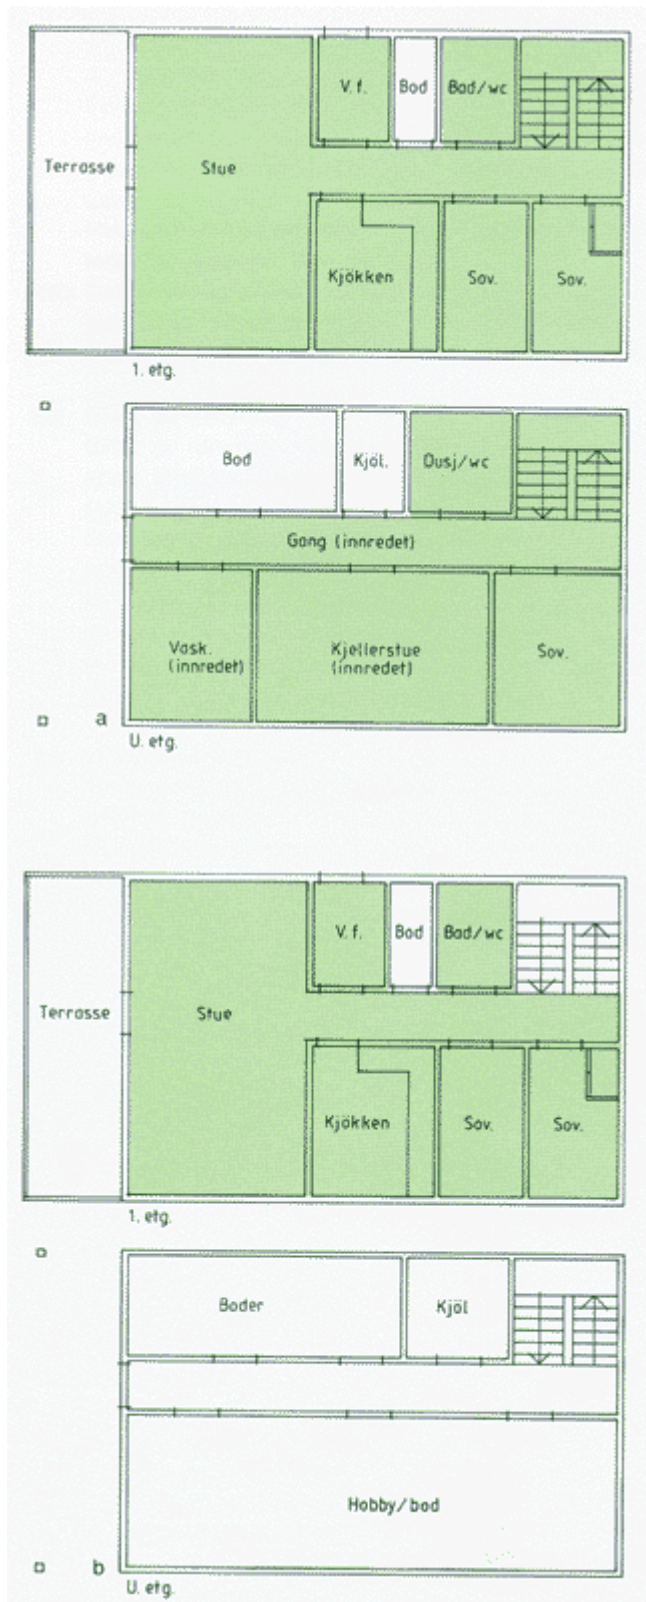 V.f.
Bod
Bad/wc
Terrasse
Stue
Kjökken
Sov.
Sov.
1. etg.
Bod
Kjöl.
Dusj/wc
Gang (innredet)
Vask.
(innredet)
Kjellerstue
(innredet)
Sov.
a
U. etg.
V.f.
Bod
Bad/wc
Terrasse
Stue
Kjökken
Sov.
Sov.
1. etg.
Boder
Kjöl
Hobby/bod
b
U. etg.